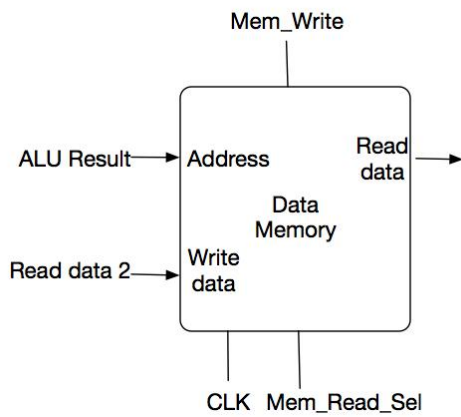 Mem_Write
ALU Result
Address
Read
data
Data
Memory
Read data 2
Write
data
CLK
Mem_Read_Sel